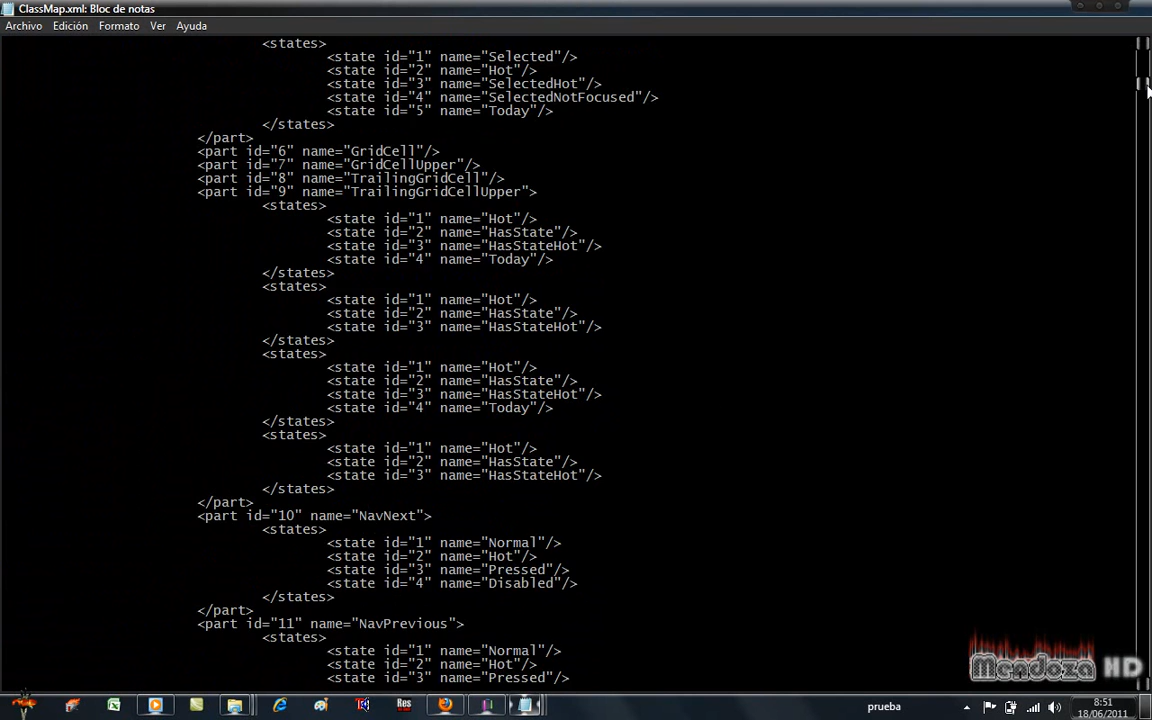 ClassMap.xml: Bloc de notas
Archivo Edición Formato Ver Ayuda
<states>
<state id="1" name="Selected"/>
<state id="2" name="Hot"/>
<state id="3" name="SelectedHot"/>
<state id="4" name="SelectedNotFocused"/>
<state id="5" name="Today"/>
</states>
</part>
<part id="6" name="GridCell"/>
<part id="7" name="GridCellUpper"/>
<part id="8" name="TrailingGridCell"/>
<part id="9" name="TrailingGridCellUpper">
<states>
<state id="1" name="Hot"/>
<state id="2" name="HasState"/>
<state id="3" name="HasStateHot"/>
<state id="4" name="Today"/>
</states>
<states>
<state id="1" name="Hot"/>
<state id="2" name="HasState"/>
<state id="3" name="HasStateHot"/>
</states>
<states>
<state id="1" name="Hot"/>
<state id="2" name="HasState"/>
<state id="3" name="HasStateHot"/>
<state id="4" name="Today"/>
</states>
<states>
<state id="1" name="Hot"/>
<state id="2" name="HasState"/>
<state id="3" name="HasStateHot"/>
</states>
</part>
<part id="10" name="NavNext">
<states>
<state id="1" name="Normal"/>
<state id="2" name="Hot"/>
<state id="3" name="Pressed"/>
<state id="4" name="Disabled"/>
</states>
</part>
<part id="11" name="NavPrevious">
<states>
<state id="1" name="Normal"/>
<state id="2" name="Hot"/>
<state id="3" name="Pressed"/>
Mendoza HD
Res
prueba
8:51
18/06/2011